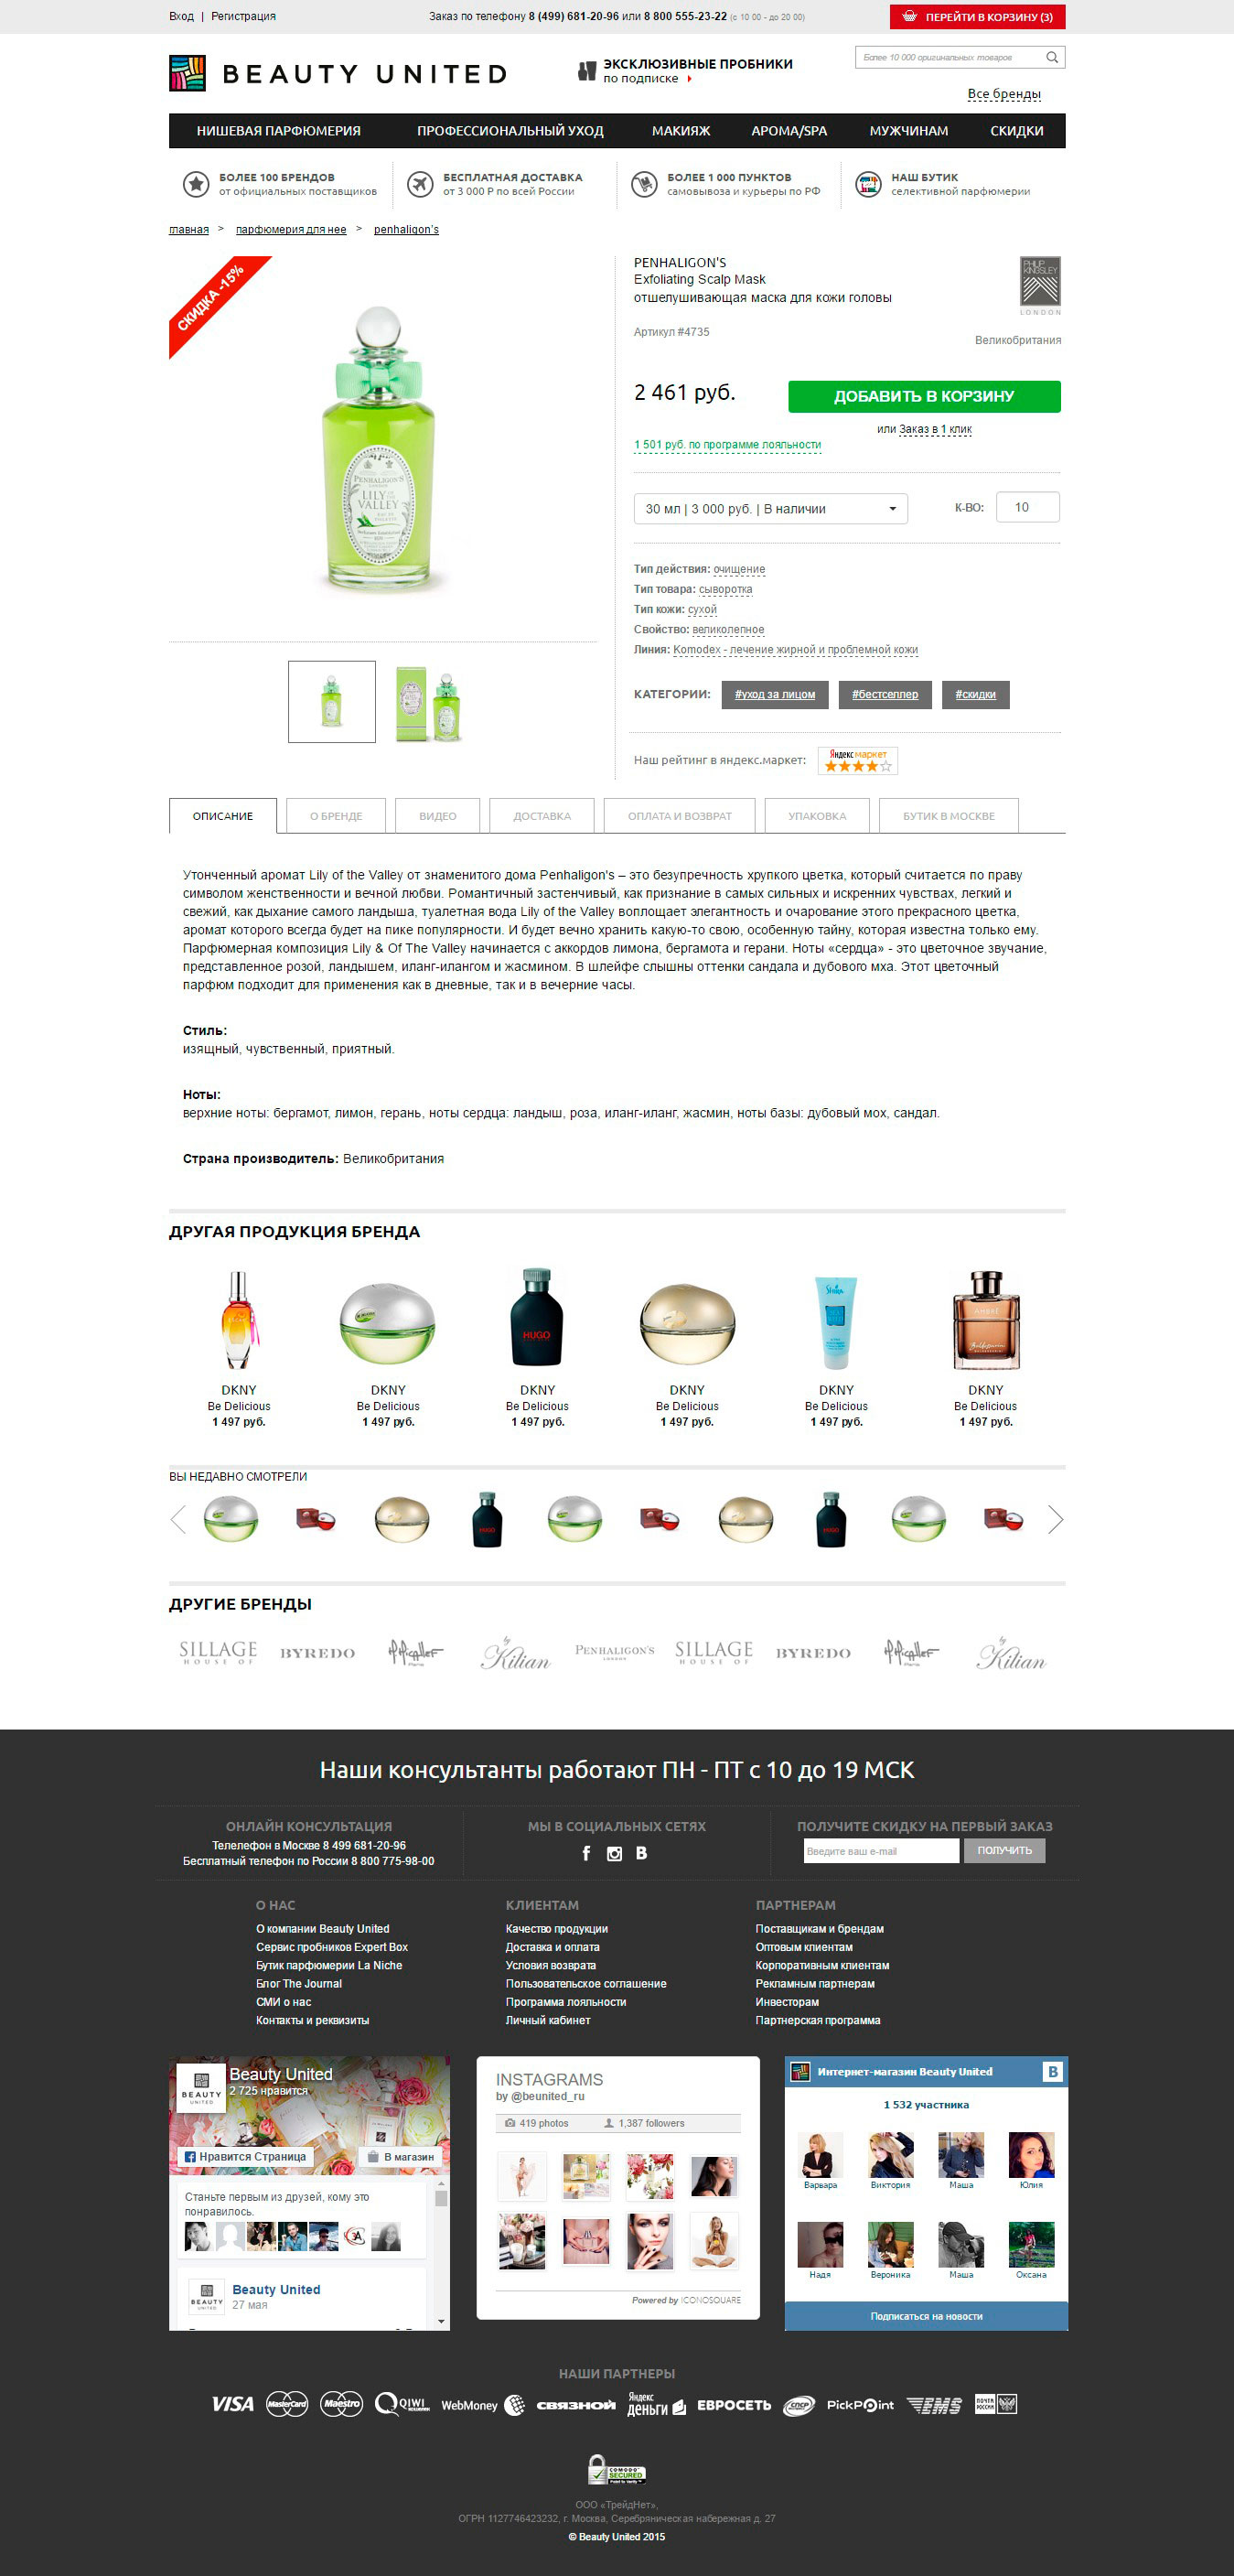 Вход | Регистрация
Заказ по телефону 8 (499) 681-20-96 или 8 800 555-23-22 (с 10 00 - до 20 00)
ПЕРЕЙТИ В КОРЗИНУ (3)
BEAUTY UNITED
ЭКСКЛЮЗИВНЫЕ ПРОБНИКИ
по подписке
Более 10 000 оригинальных товаров
Все бренды
НИШЕВАЯ ПАРФЮМЕРИЯ ПРОФЕССИОНАЛЬНЫЙ УХОД МАКИЯЖ АРОМА/SPA МУЖЧИНАМ СКИДКИ
БОЛЕЕ 100 БРЕНДОВ
от официальных поставщиков
БЕСПЛАТНАЯ ДОСТАВКА
от 3 000 Р по всей России
БОЛЕЕ 1 000 ПУНКТОВ
самовывоза и курьеры по РФ
НАШ БУТИК
селективной парфюмерии
главная > парфюмерия для нее > penhaligon's
СКИДКА -15%
PENHALIGON'S
LONDON
LILY OF THE
VALLEY
PENHALIGON'S
Exfoliating Scalp Mask
отшелушивающая маска для кожи головы
Артикул #4735
PHILIP
KINGSLEY
LONDON
Великобритания
2 461 руб.
ДОБАВИТЬ В КОРЗИНУ
или Заказ в 1 клик
1 501 руб. по программе лояльности
30 мл | 3 000 руб. | В наличии
К-ВО: 10
Тип действия: очищение
Тип товара: сыворотка
Тип кожи: сухой
Свойство: великолепное
Линия: Komodex - лечение жирной и проблемной кожи
КАТЕГОРИИ: #уход за лицом #бестселлер #скидки
Наш рейтинг в яндекс.маркет:
Яндекс маркет
ОПИСАНИЕ О БРЕНДЕ ВИДЕО ДОСТАВКА ОПЛАТА И ВОЗВРАТ УПАКОВКА БУТИК В МОСКВЕ
Утонченный аромат Lily of the Valley от знаменитого дома Penhaligon's – это безупречность хрупкого цветка, который считается по праву
символом женственности и вечной любви. Романтичный застенчивый, как признание в самых сильных и искренних чувствах, легкий и
свежий, как дыхание самого ландыша, туалетная вода Lily of the Valley воплощает элегантность и очарование этого прекрасного цветка,
аромат которого всегда будет на пике популярности. И будет вечно хранить какую-то свою, особенную тайну, которая известна только ему.
Парфюмерная композиция Lily & Of The Valley начинается с аккордов лимона, бергамота и герани. Ноты «сердца» - это цветочное звучание,
представленное розой, ландышем, иланг-илангом и жасмином. В шлейфе слышны оттенки сандала и дубового мха. Этот цветочный
парфюм подходит для применения как в дневные, так и в вечерние часы.
Стиль:
изящный, чувственный, приятный.
Ноты:
верхние ноты: бергамот, лимон, герань, ноты сердца: ландыш, роза, иланг-иланг, жасмин, ноты базы: дубовый мох, сандал.
Страна производитель: Великобритания
ДРУГАЯ ПРОДУКЦИЯ БРЕНДА
HUGO
DKNY DKNY DKNY DKNY DKNY DKNY
Be Delicious Be Delicious Be Delicious Be Delicious Be Delicious Be Delicious
1 497 руб. 1 497 руб. 1 497 руб. 1 497 руб. 1 497 руб. 1 497 руб.
ВЫ НЕДАВНО СМОТРЕЛИ
HUGO HUGO
ДРУГИЕ БРЕНДЫ
SILLAGE
HOUSE OF
BYREDO
by
Kilian
PENHALIGON'S
LONDON
SILLAGE
HOUSE OF
BYREDO
by
Kilian
Наши консультанты работают ПН - ПТ с 10 до 19 МСК
ОНЛАЙН КОНСУЛЬТАЦИЯ
Телелефон в Москве 8 499 681-20-96
Бесплатный телефон по России 8 800 775-98-00
МЫ В СОЦИАЛЬНЫХ СЕТЯХ
ПОЛУЧИТЕ СКИДКУ НА ПЕРВЫЙ ЗАКАЗ
Введите ваш e-mail ПОЛУЧИТЬ
О НАС
О компании Beauty United
Сервис пробников Expert Box
Бутик парфюмерии La Niche
Блог The Journal
СМИ о нас
Контакты и реквизиты
КЛИЕНТАМ
Качество продукции
Доставка и оплата
Условия возврата
Пользовательское соглашение
Программа лояльности
Личный кабинет
ПАРТНЕРАМ
Поставщикам и брендам
Оптовым клиентам
Корпоративным клиентам
Рекламным партнерам
Инвесторам
Партнерская программа
BEAUTY
UNITED
Beauty United
2 725 нравится
Нравится Страница
В магазин
Станьте первым из друзей, кому это
понравилось.
BEAUTY
UNITED
Beauty United
27 мая
INSTAGRAMS
by @beunited_ru
419 photos 1,387 followers
Powered by ICONOSQUARE
Интернет-магазин Beauty United
1 532 участника
Варвара Виктория Маша Юлия
Надя Вероника Маша Оксана
Подписаться на новости
НАШИ ПАРТНЕРЫ
VISA MasterCard Maestro QIWI WebMoney СВЯЗНОЙ Яндекс деньги ЕВРОСЕТЬ СПСР PickPoint EMS ПОЧТА РОССИИ
COMODO
SECURED
ООО «ТрейдНет»,
ОГРН 1127746423232, г. Москва, Серебряническая набережная д. 27
© Beauty United 2015